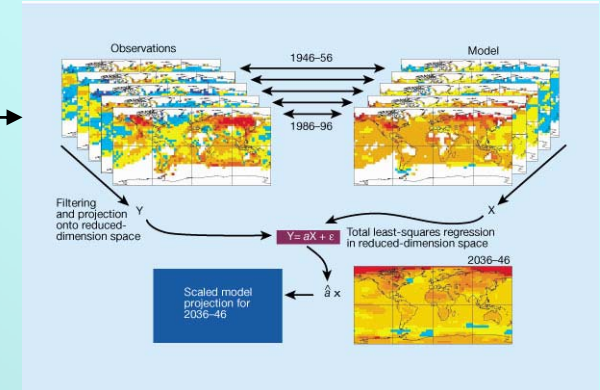 Observations
Model
1946–56
1986–96
Filtering
and projection
onto reduced-
dimension space
Y
X
Y= aX + ε
Total least-squares regression
in reduced-dimension space
2036–46
â x
Scaled model
projection for
2036–46